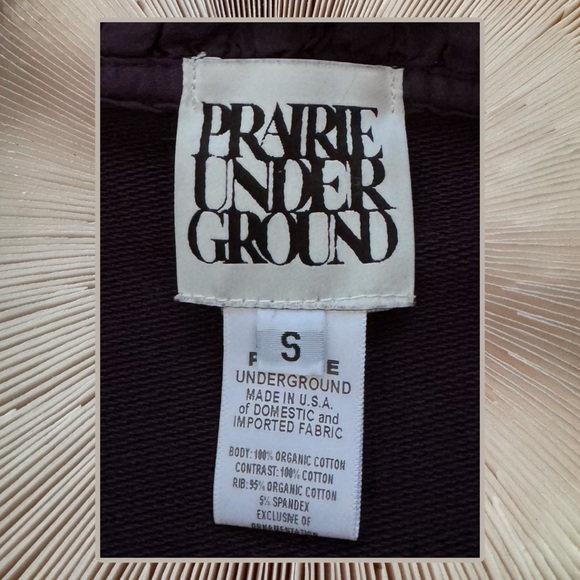 PRAIRIE
UNDER
GROUND
S
UNDERGROUND
MADE IN U.S.A.
of DOMESTIC and
IMPORTED FABRIC
BODY: 100% ORGANIC COTTON
CONTRAST: 100% COTTON
RIB: 95% ORGANIC COTTON
5% SPANDEX
EXCLUSIVE OF
ORNAMENTATION